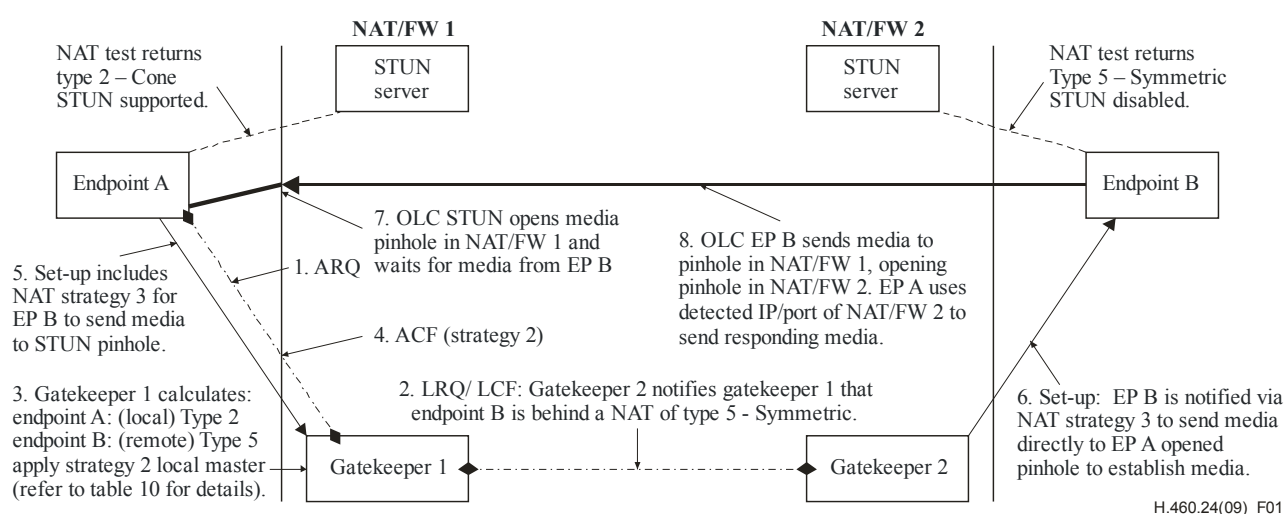 NAT/FW 1
NAT/FW 2
NAT test returns
type 2 – Cone
STUN supported.
STUN
server
STUN
server
NAT test returns
Type 5 – Symmetric
STUN disabled.
Endpoint A
Endpoint B
7. OLC STUN opens media
pinhole in NAT/FW 1 and
waits for media from EP B
8. OLC EP B sends media to
pinhole in NAT/FW 1, opening
pinhole in NAT/FW 2. EP A uses
detected IP/port of NAT/FW 2 to
send responding media.
5. Set-up includes
NAT strategy 3 for
EP B to send media
to STUN pinhole.
1. ARQ
4. ACF (strategy 2)
3. Gatekeeper 1 calculates:
endpoint A: (local) Type 2
endpoint B: (remote) Type 5
apply strategy 2 local master
(refer to table 10 for details).
2. LRQ/ LCF: Gatekeeper 2 notifies gatekeeper 1 that
endpoint B is behind a NAT of type 5 - Symmetric.
6. Set-up: EP B is notified via
NAT strategy 3 to send media
directly to EP A opened
pinhole to establish media.
Gatekeeper 1
Gatekeeper 2
H.460.24(09)_F01